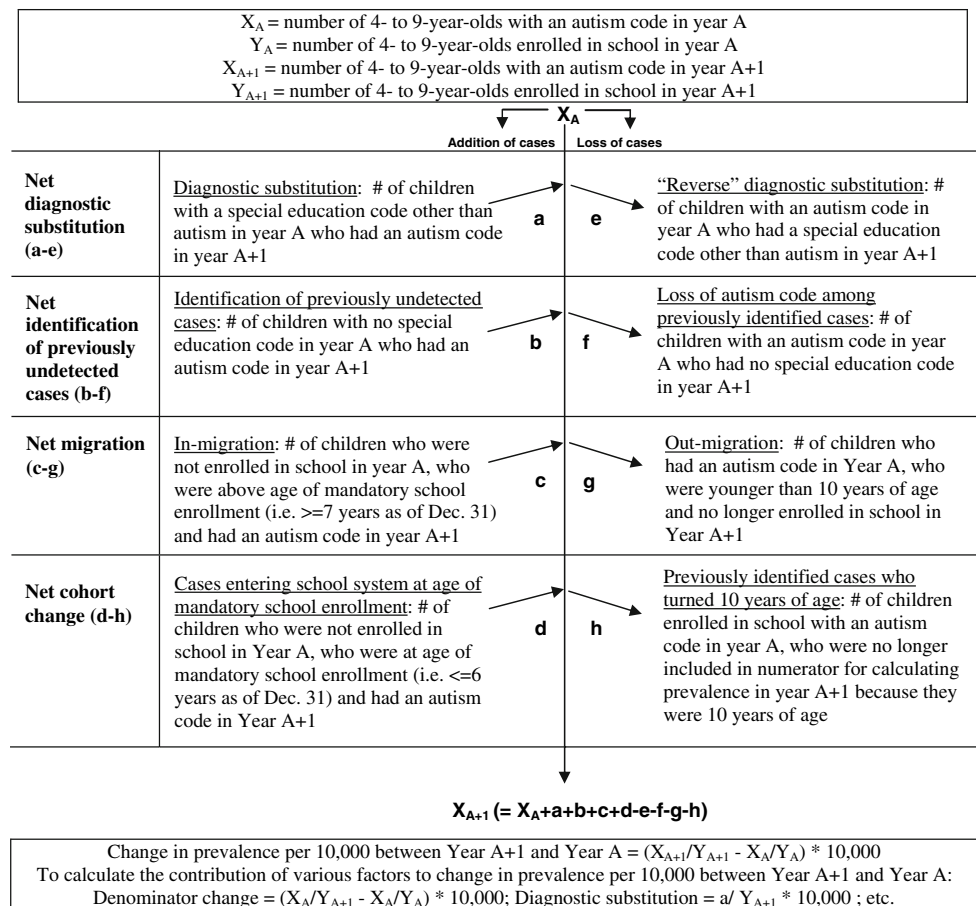 X_A = number of 4- to 9-year-olds with an autism code in year A
Y_A = number of 4- to 9-year-olds enrolled in school in year A
X_{A+1} = number of 4- to 9-year-olds with an autism code in year A+1
Y_{A+1} = number of 4- to 9-year-olds enrolled in school in year A+1
X_A
Addition of cases
Loss of cases
Net
diagnostic
substitution
(a-e)
Diagnostic substitution: # of children
with a special education code other than
autism in year A who had an autism code
in year A+1
a
e
"Reverse" diagnostic substitution: #
of children with an autism code in
year A who had a special education
code other than autism in year A+1
Net
identification
of previously
undetected
cases (b-f)
Identification of previously undetected
cases: # of children with no special
education code in year A who had an
autism code in year A+1
b
f
Loss of autism code among
previously identified cases: # of
children with an autism code in year
A who had no special education
code in year A+1
Net migration
(c-g)
In-migration: # of children who were
not enrolled in school in year A, who
were above age of mandatory school
enrollment (i.e. >=7 years as of Dec. 31)
and had an autism code in year A+1
c
g
Out-migration: # of children who
had an autism code in Year A, who
were younger than 10 years of age
and no longer enrolled in school in
Year A+1
Net cohort
change (d-h)
Cases entering school system at age of
mandatory school enrollment: # of
children who were not enrolled in
school in Year A, who were at age of
mandatory school enrollment (i.e. <=6
years as of Dec. 31) and had an autism
code in Year A+1
d
h
Previously identified cases who
turned 10 years of age: # of children
enrolled in school with an autism
code in year A, who were no longer
included in numerator for calculating
prevalence in year A+1 because they
were 10 years of age
X_{A+1} (= X_A+a+b+c+d-e-f-g-h)
Change in prevalence per 10,000 between Year A+1 and Year A = (X_{A+1}/Y_{A+1} - X_A/Y_A) * 10,000
To calculate the contribution of various factors to change in prevalence per 10,000 between Year A+1 and Year A:
Denominator change = (X_A/Y_{A+1} - X_A/Y_A) * 10,000; Diagnostic substitution = a/ Y_{A+1} * 10,000 ; etc.